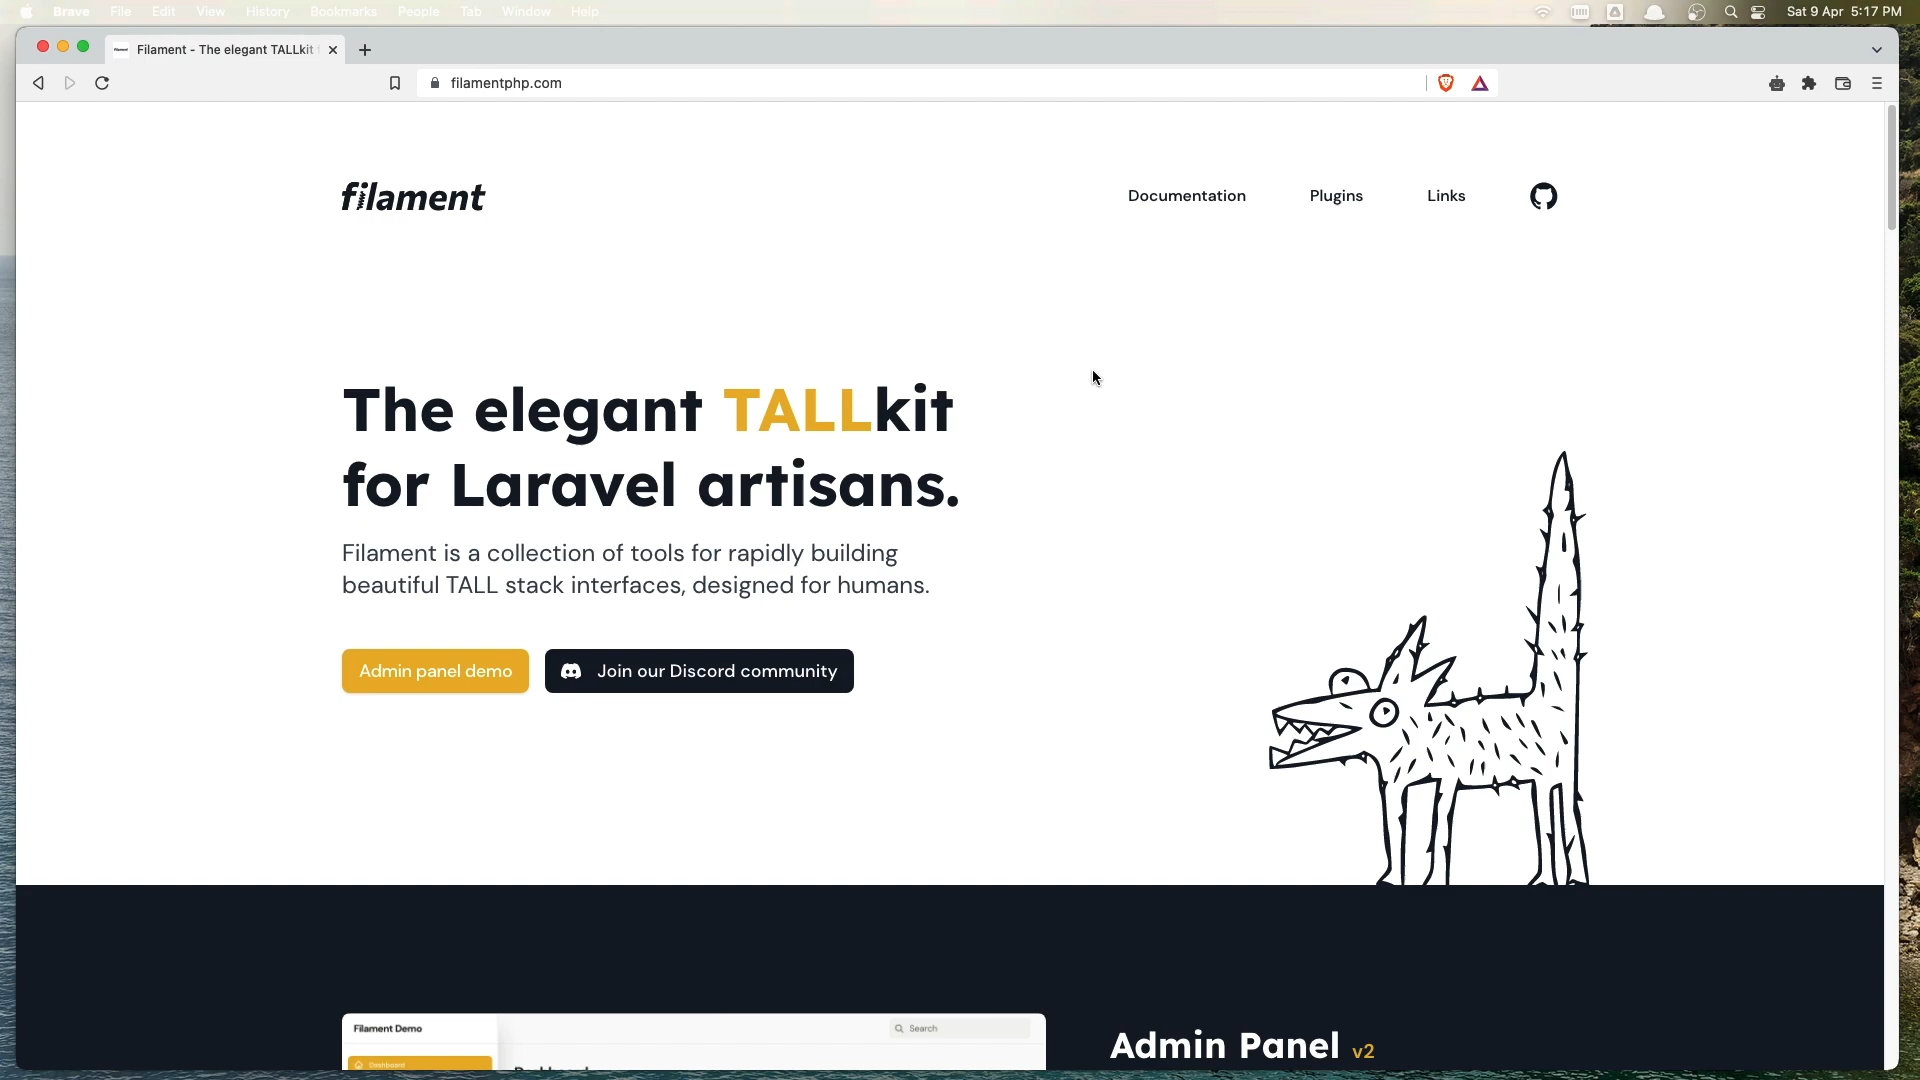 Brave File Edit View History Bookmarks People Tab Window Help
Sat 9 Apr 5:17 PM
Filament - The elegant TALLkit
filamentphp.com
filament
Documentation Plugins Links
The elegant TALLkit
for Laravel artisans.
Filament is a collection of tools for rapidly building
beautiful TALL stack interfaces, designed for humans.
Admin panel demo
Join our Discord community
Filament Demo
Search
Dashboard
Admin Panel v2